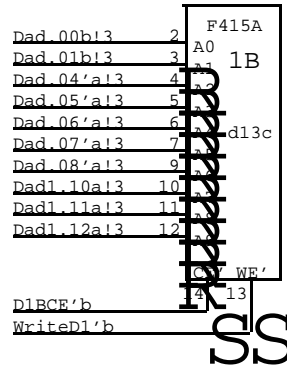 F415A
Dad.00b!3 2 A0
Dad.01b!3 3 A1 1B
Dad.04'a!3 4
Dad.05'a!3 5
Dad.06'a!3 6 d13c
Dad.07'a!3 7
Dad.08'a!3 9
Dad1.10a!3 10
Dad1.11a!3 11
Dad1.12a!3 12
WE'
14 13
D1BCE'b
WriteD1'b
SS